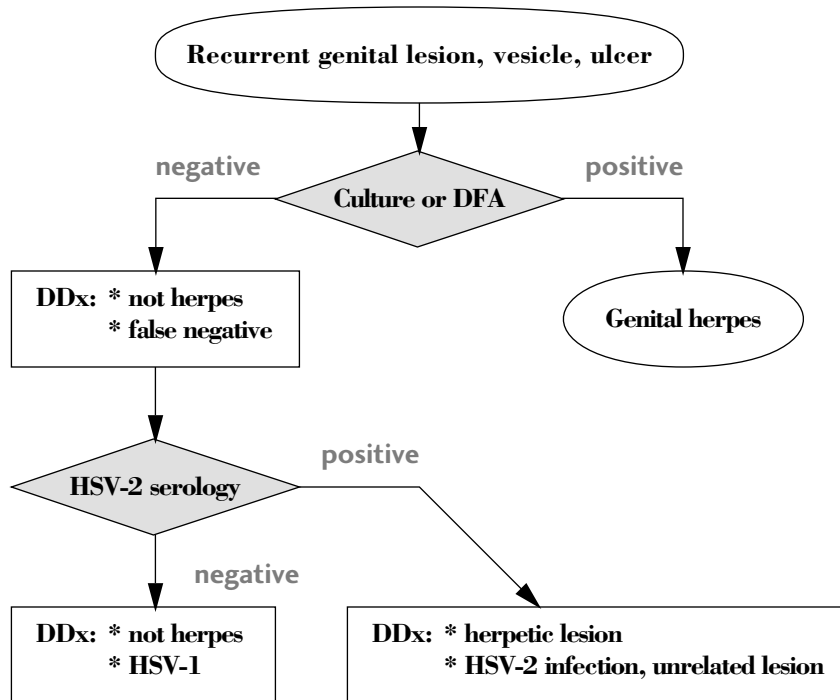 Recurrent genital lesion, vesicle, ulcer
negative
positive
Culture or DFA
DDx: * not herpes
* false negative
Genital herpes
positive
HSV-2 serology
negative
DDx: * not herpes
* HSV-1
DDx: * herpetic lesion
* HSV-2 infection, unrelated lesion